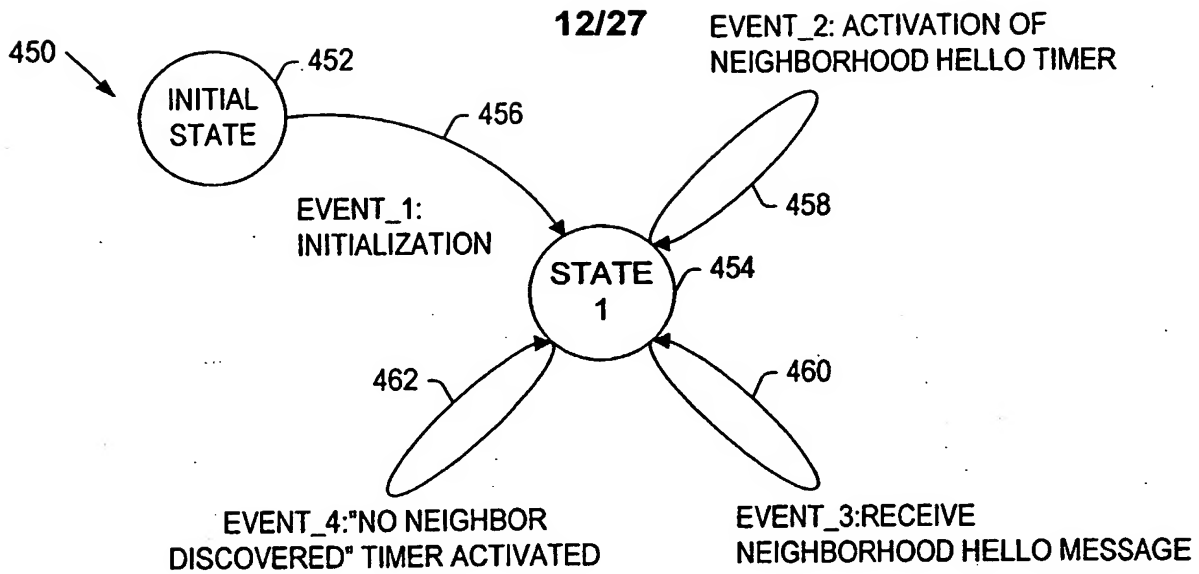 12/27
450
452
INITIAL
STATE
456
EVENT_1:
INITIALIZATION
EVENT_2: ACTIVATION OF
NEIGHBORHOOD HELLO TIMER
458
STATE
1
454
462
460
EVENT_4:"NO NEIGHBOR
DISCOVERED" TIMER ACTIVATED
EVENT_3:RECEIVE
NEIGHBORHOOD HELLO MESSAGE